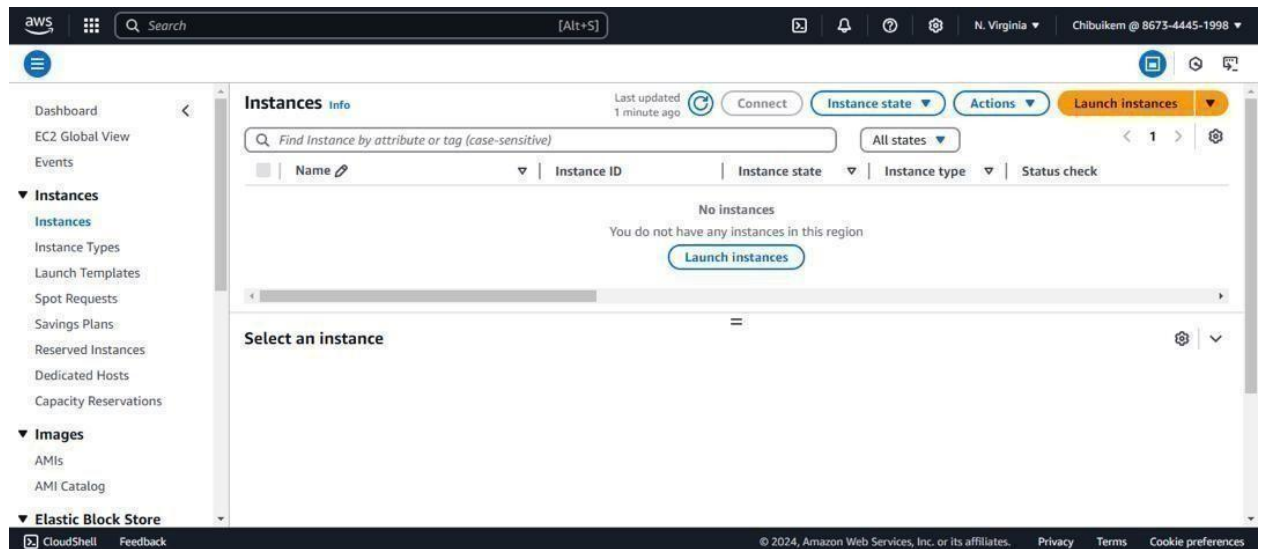 aws Search [Alt+S] N. Virginia ▼ Chibuikem @ 8673-4445-1998 ▼
Dashboard
EC2 Global View
Events
▼ Instances
Instances
Instance Types
Launch Templates
Spot Requests
Savings Plans
Reserved Instances
Dedicated Hosts
Capacity Reservations
▼ Images
AMIs
AMI Catalog
▼ Elastic Block Store
Instances Info
Last updated
1 minute ago
Connect Instance state ▼ Actions ▼ Launch instances ▼
Find Instance by attribute or tag (case-sensitive) All states ▼ < 1 >
Name Instance ID Instance state Instance type Status check
No instances
You do not have any instances in this region
Launch instances
Select an instance
CloudShell Feedback © 2024, Amazon Web Services, Inc. or its affiliates. Privacy Terms Cookie preferences